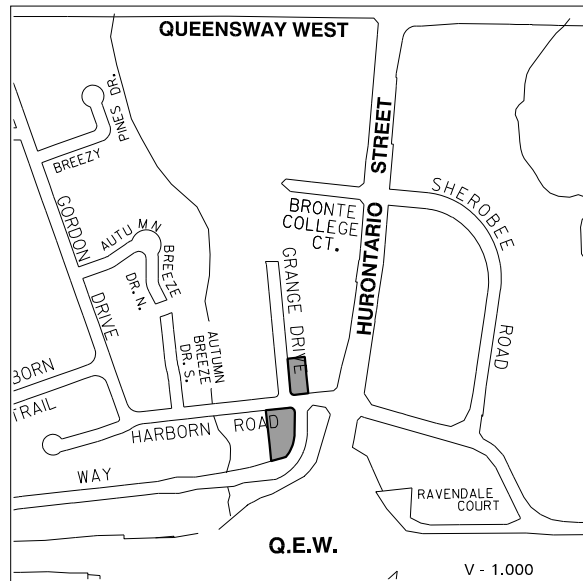 QUEENSWAY WEST
PINES DR.
BREEZY
GORDON
DRIVE
AUTUMN
BREEZE
DR. N.
AUTUMN
BREEZE
DR. S.
BRONTE
COLLEGE
CT.
GRANGE DRIVE
HURONTARIO STREET
SHEROBEE
ROAD
BORN
TRAIL
HARBORN ROAD
WAY
RAVENDALE
COURT
Q.E.W.
V - 1.000